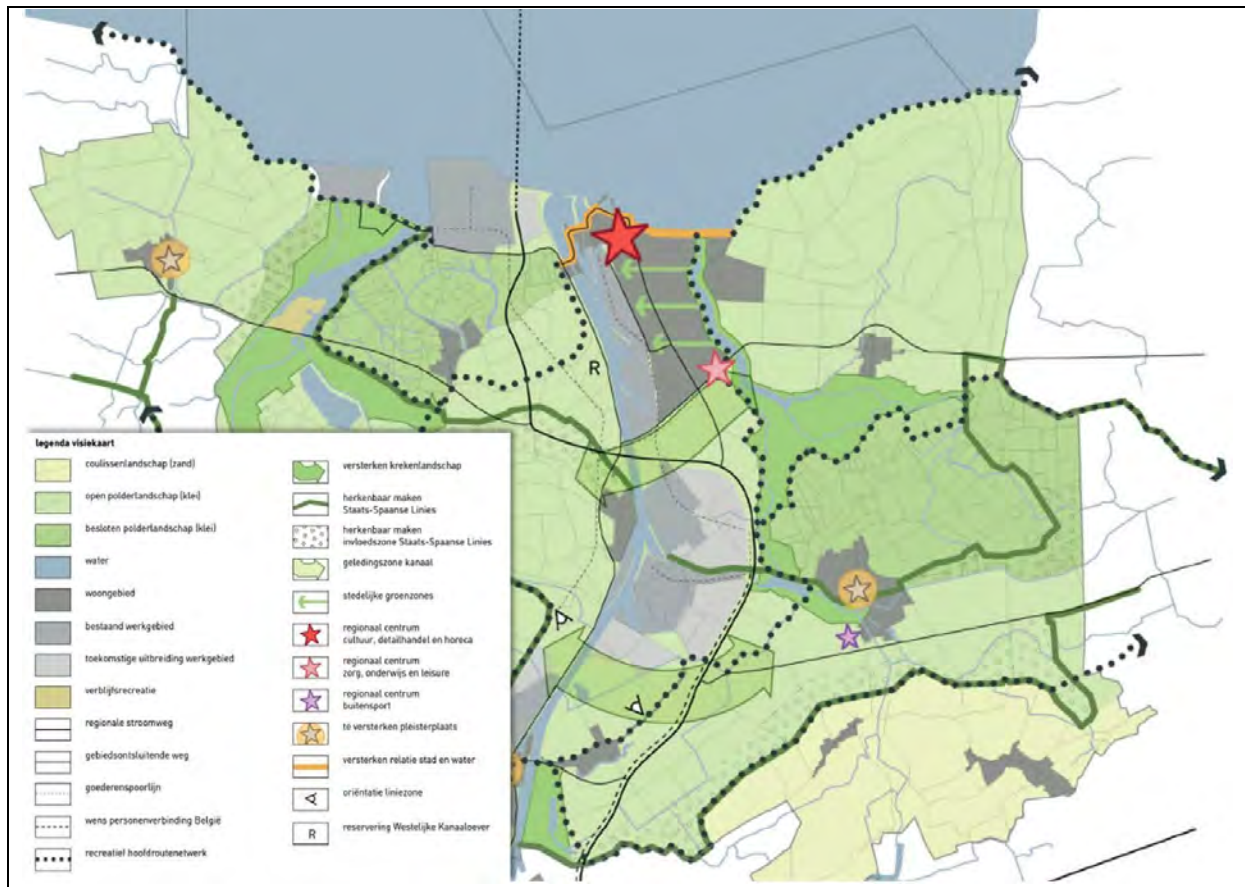 R
legenda visiekaart
coulissenlandschap (zand)
open polderlandschap (klei)
besloten polderlandschap (klei)
water
woongebied
bestaand werkgebied
toekomstige uitbreiding werkgebied
verblijfsrecreatie
regionale stroomweg
gebiedsontsluitende weg
goederenspoorlijn
wens personenverbinding België
recreatief hoofdroutenetwerk
versterken krekenlandschap
herkenbaar maken
Staats-Spaanse Linies
herkenbaar maken
invloedszone Staats-Spaanse Linies
geledingszone kanaal
stedelijke groenzones
regionaal centrum
cultuur, detailhandel en horeca
regionaal centrum
zorg, onderwijs en leisure
regionaal centrum
buitensport
te versterken pleisterplaats
versterken relatie stad en water
oriëntatie liniezone
R
reservering Westelijke Kanaaloever